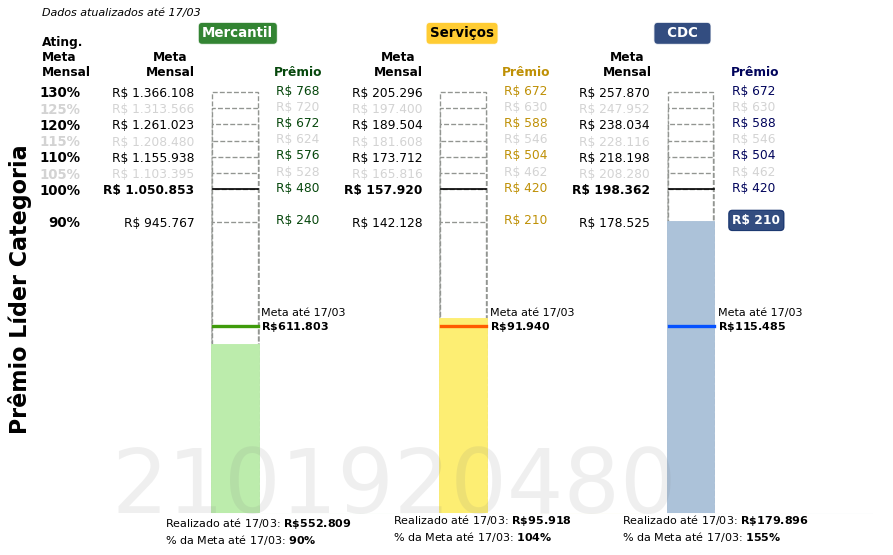 Dados atualizados até 17/03
Mercantil Serviços CDC
Ating. Meta Mensal Meta Mensal Prêmio Meta Mensal Prêmio Meta Mensal Prêmio
130% R$ 1.366.108 R$ 768 R$ 205.296 R$ 672 R$ 257.870 R$ 672
125% R$ 1.313.566 R$ 720 R$ 197.400 R$ 630 R$ 247.952 R$ 630
120% R$ 1.261.023 R$ 672 R$ 189.504 R$ 588 R$ 238.034 R$ 588
115% R$ 1.208.480 R$ 624 R$ 181.608 R$ 546 R$ 228.116 R$ 546
110% R$ 1.155.938 R$ 576 R$ 173.712 R$ 504 R$ 218.198 R$ 504
105% R$ 1.103.395 R$ 528 R$ 165.816 R$ 462 R$ 208.280 R$ 462
100% R$ 1.050.853 R$ 480 R$ 157.920 R$ 420 R$ 198.362 R$ 420
90% R$ 945.767 R$ 240 R$ 142.128 R$ 210 R$ 178.525 R$ 210
Prêmio Líder Categoria
Meta até 17/03 Meta até 17/03 Meta até 17/03
R$611.803 R$91.940 R$115.485
2101920480
Realizado até 17/03: R$552.809 Realizado até 17/03: R$95.918 Realizado até 17/03: R$179.896
% da Meta até 17/03: 90% % da Meta até 17/03: 104% % da Meta até 17/03: 155%